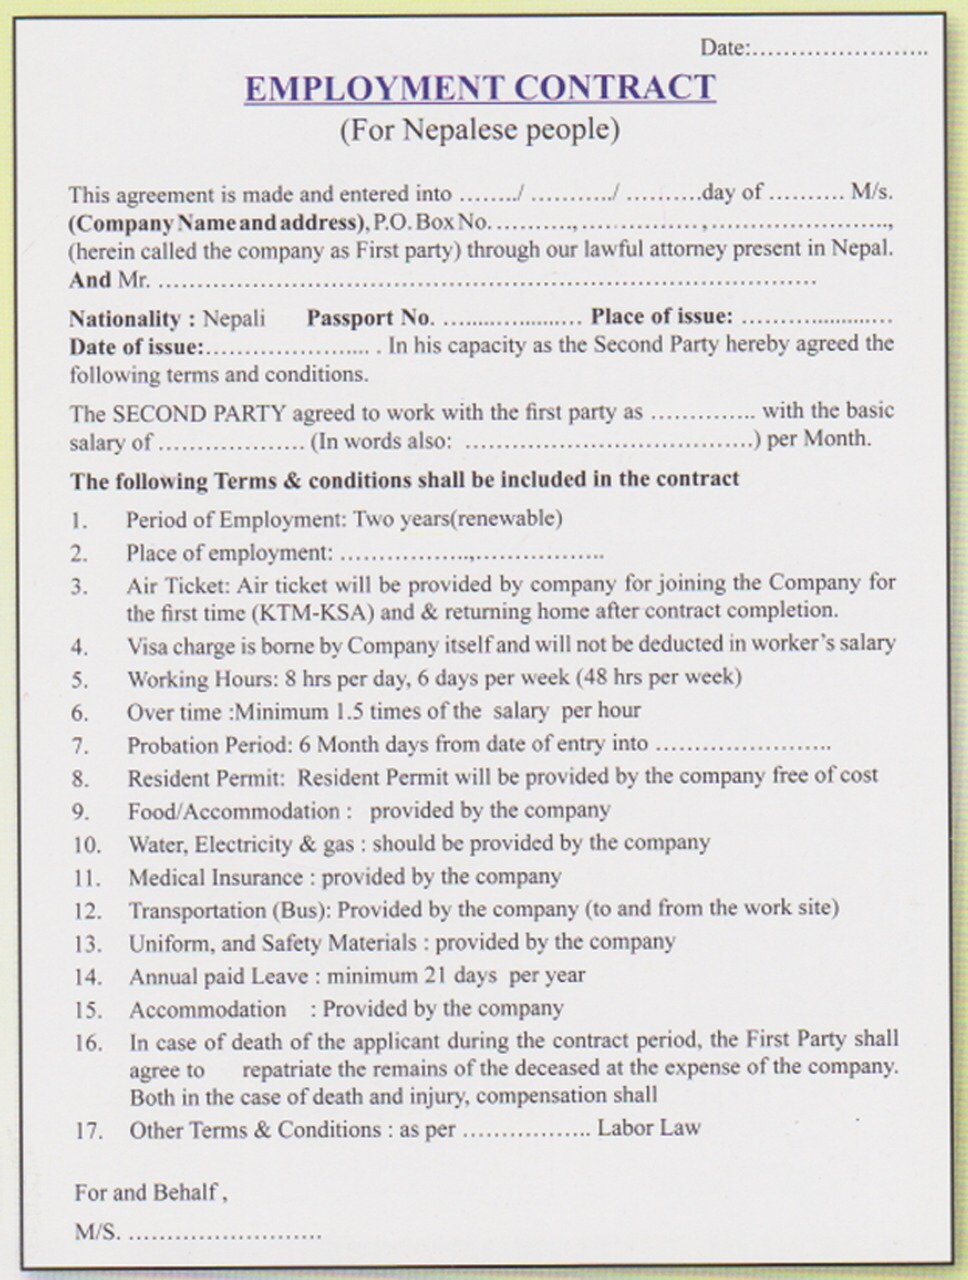 Date:.........................
EMPLOYMENT CONTRACT
(For Nepalese people)
This agreement is made and entered into ......../ .........../ ..........day of .......... M/s.
(Company Name and address), P.O. Box No. ..........., ................. , .........................,
(herein called the company as First party) through our lawful attorney present in Nepal.
And Mr. ..........................................................................................
Nationality : Nepali Passport No. ...................... Place of issue: ........................
Date of issue:......................... . In his capacity as the Second Party hereby agreed the
following terms and conditions.
The SECOND PARTY agreed to work with the first party as .............. with the basic
salary of .................... (In words also: .......................................) per Month.
The following Terms & conditions shall be included in the contract
1. Period of Employment: Two years(renewable)
2. Place of employment: ...................,..................
3. Air Ticket: Air ticket will be provided by company for joining the Company for
the first time (KTM-KSA) and & returning home after contract completion.
4. Visa charge is borne by Company itself and will not be deducted in worker's salary
5. Working Hours: 8 hrs per day, 6 days per week (48 hrs per week)
6. Over time :Minimum 1.5 times of the salary per hour
7. Probation Period: 6 Month days from date of entry into ........................
8. Resident Permit: Resident Permit will be provided by the company free of cost
9. Food/Accommodation : provided by the company
10. Water, Electricity & gas : should be provided by the company
11. Medical Insurance : provided by the company
12. Transportation (Bus): Provided by the company (to and from the work site)
13. Uniform, and Safety Materials : provided by the company
14. Annual paid Leave : minimum 21 days per year
15. Accommodation : Provided by the company
16. In case of death of the applicant during the contract period, the First Party shall
agree to repatriate the remains of the deceased at the expense of the company.
Both in the case of death and injury, compensation shall
17. Other Terms & Conditions : as per .................. Labor Law
For and Behalf ,
M/S. ...........................